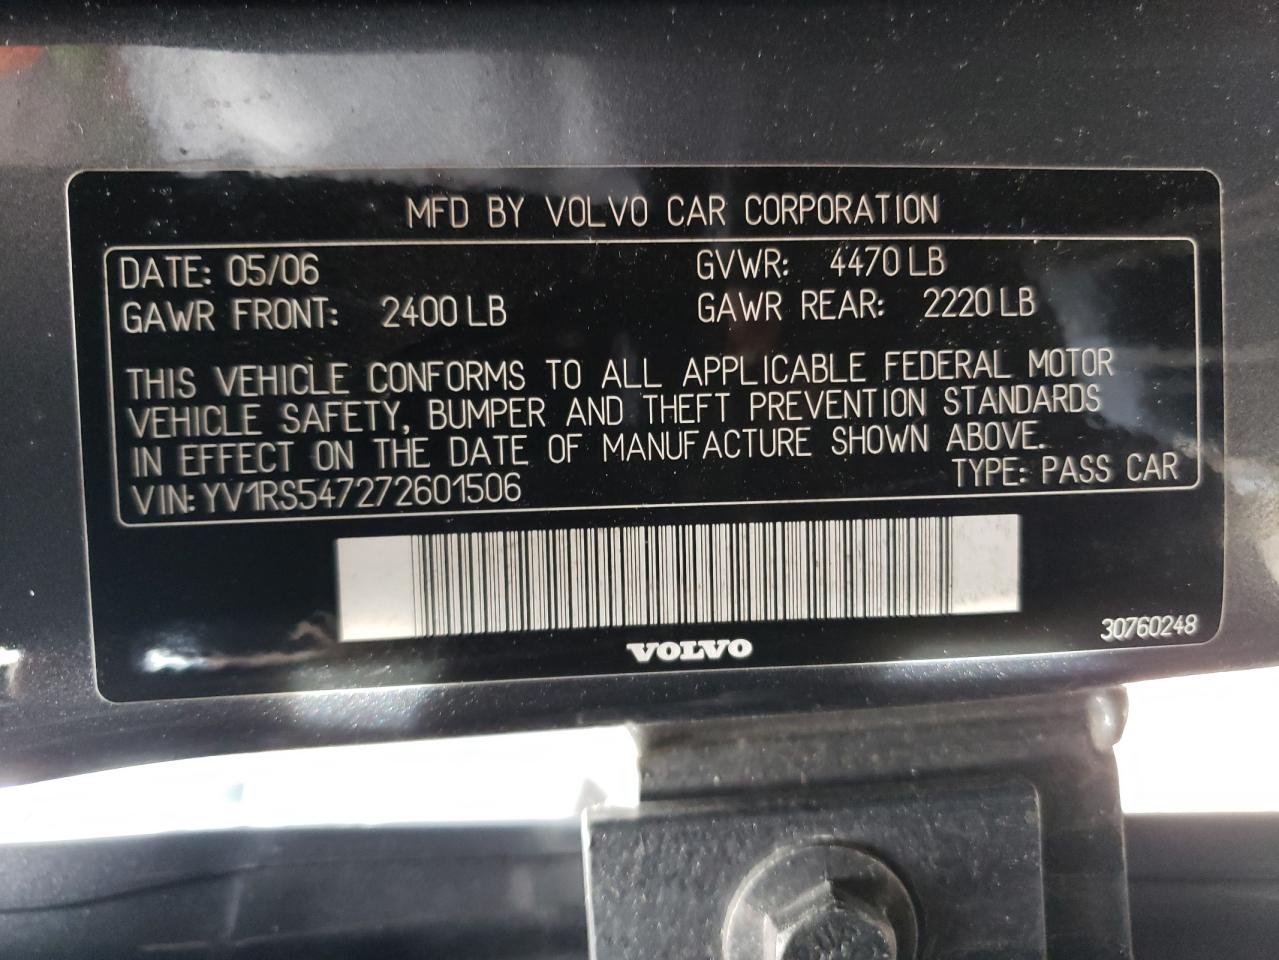 MFD BY VOLVO CAR CORPORATION
DATE: 05/06 GVWR: 4470 LB
GAWR FRONT: 2400 LB GAWR REAR: 2220 LB
THIS VEHICLE CONFORMS TO ALL APPLICABLE FEDERAL MOTOR
VEHICLE SAFETY, BUMPER AND THEFT PREVENTION STANDARDS
IN EFFECT ON THE DATE OF MANUFACTURE SHOWN ABOVE.
VIN: YV1RS547272601506 TYPE: PASS CAR
30760248
VOLVO